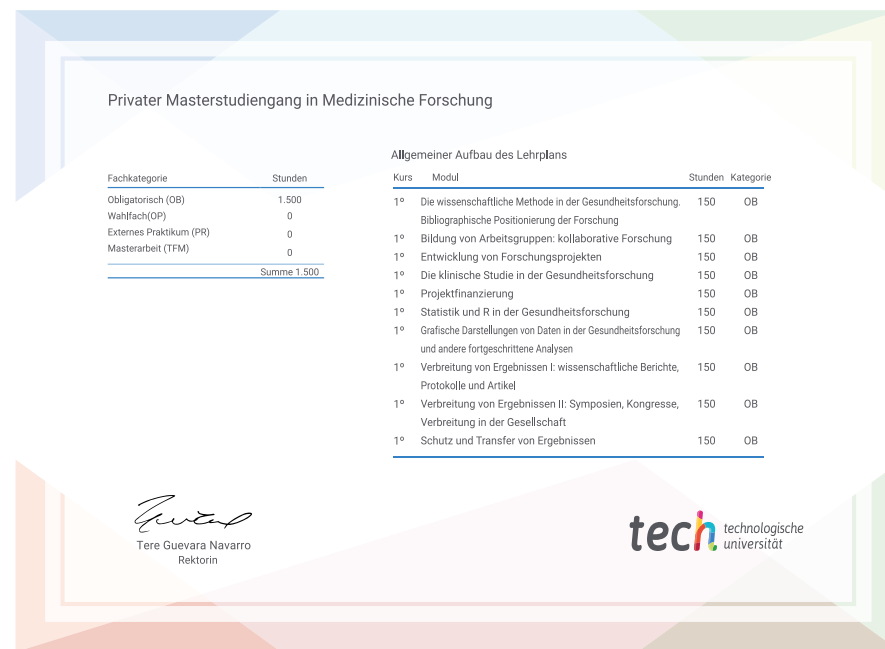 Privater Masterstudiengang in Medizinische Forschung
Fachkategorie Stunden
Obligatorisch (OB) 1.500
Wahlfach(OP) 0
Externes Praktikum (PR) 0
Masterarbeit (TFM) 0
Summe 1.500
Allgemeiner Aufbau des Lehrplans
Kurs Modul Stunden Kategorie
1º Die wissenschaftliche Methode in der Gesundheitsforschung. 150 OB
Bibliographische Positionierung der Forschung
1º Bildung von Arbeitsgruppen: kollaborative Forschung 150 OB
1º Entwicklung von Forschungsprojekten 150 OB
1º Die klinische Studie in der Gesundheitsforschung 150 OB
1º Projektfinanzierung 150 OB
1º Statistik und R in der Gesundheitsforschung 150 OB
1º Grafische Darstellungen von Daten in der Gesundheitsforschung 150 OB
und andere fortgeschrittene Analysen
1º Verbreitung von Ergebnissen I: wissenschaftliche Berichte, 150 OB
Protokolle und Artikel
1º Verbreitung von Ergebnissen II: Symposien, Kongresse, 150 OB
Verbreitung in der Gesellschaft
1º Schutz und Transfer von Ergebnissen 150 OB
Tere Guevara Navarro
Rektorin
tech technologische
universität